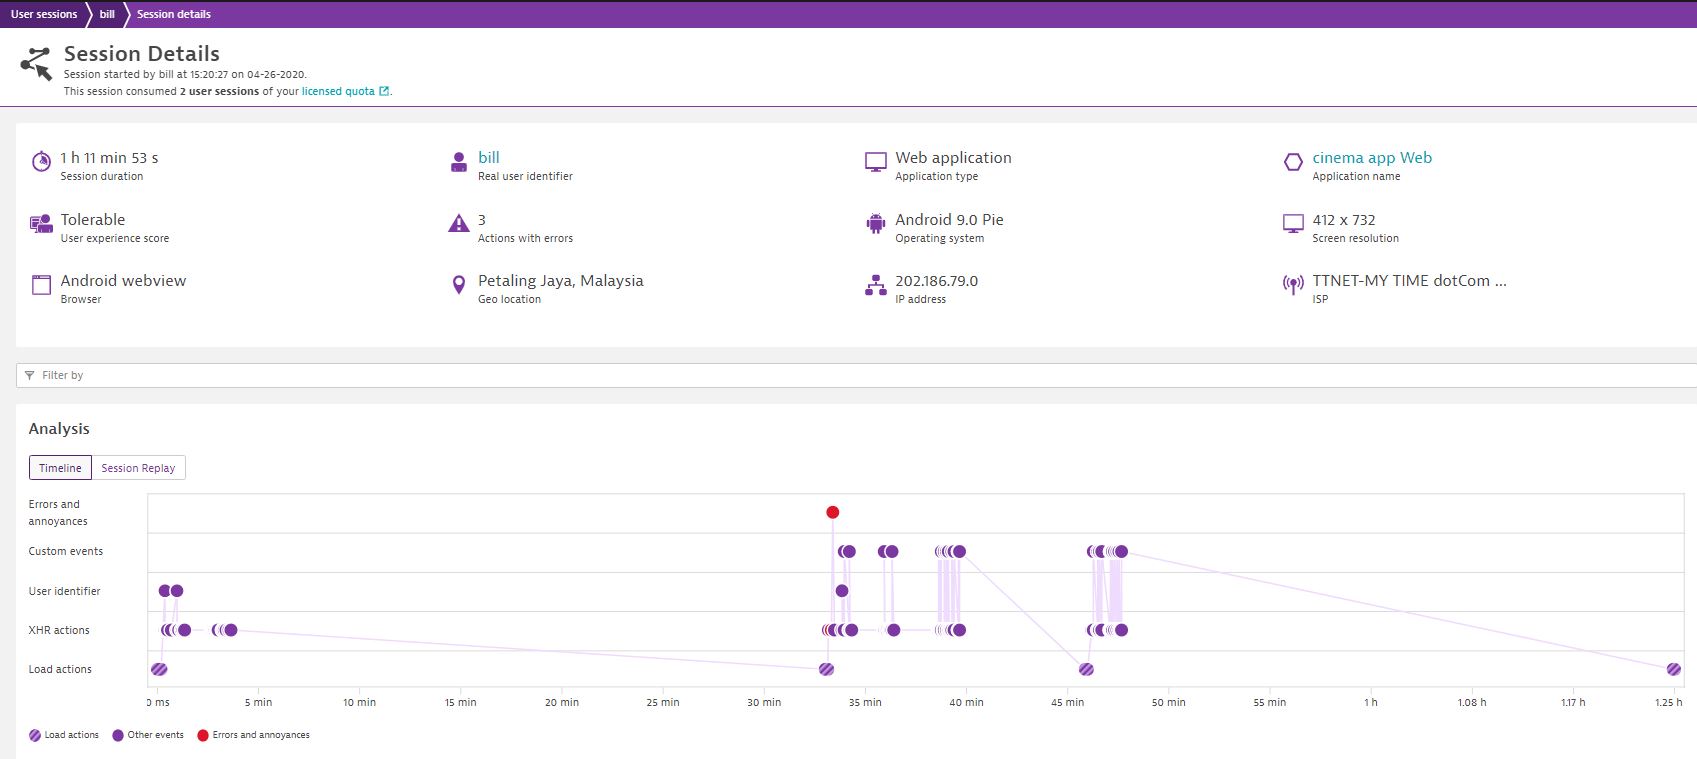 User sessions
bill
Session details
Session Details
Session started by bill at 15:20:27 on 04-26-2020.
This session consumed 2 user sessions of your licensed quota.
1 h 11 min 53 s
Session duration
bill
Real user identifier
Web application
Application type
cinema app Web
Application name
Tolerable
User experience score
3
Actions with errors
Android 9.0 Pie
Operating system
412 x 732
Screen resolution
Android webview
Browser
Petaling Jaya, Malaysia
Geo location
202.186.79.0
IP address
TTNET-MY TIME dotCom ...
ISP
Filter by
Analysis
Timeline
Session Replay
Errors and
annoyances
Custom events
User identifier
XHR actions
Load actions
0 ms
5 min
10 min
15 min
20 min
25 min
30 min
35 min
40 min
45 min
50 min
55 min
1 h
1.08 h
1.17 h
1.25 h
Load actions
Other events
Errors and annoyances